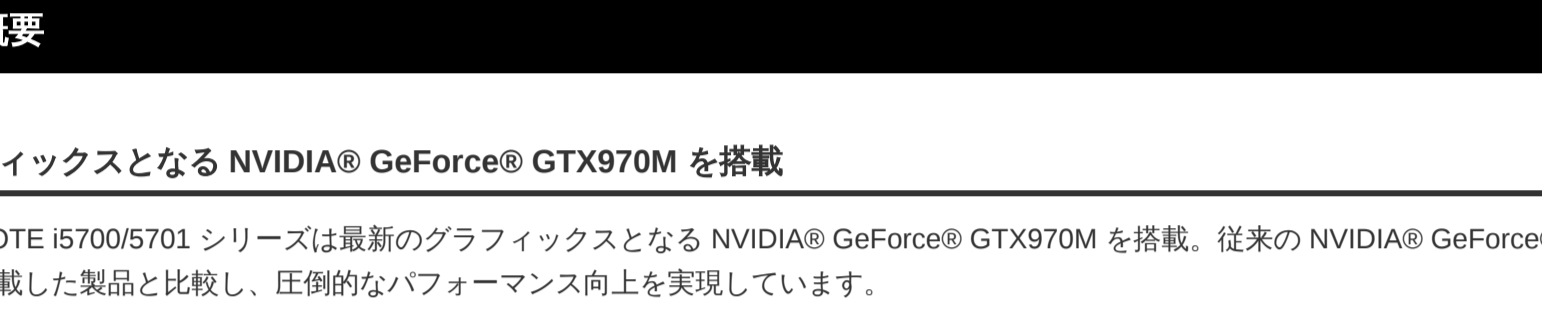 要
ィックスとなる NVIDIA® GeForce® GTX970M を搭載
OTE i5700/5701 シリーズは最新のグラフィックスとなる NVIDIA® GeForce® GTX970M を搭載。従来の NVIDIA® GeForce
載した製品と比較し、圧倒的なパフォーマンス向上を実現しています。